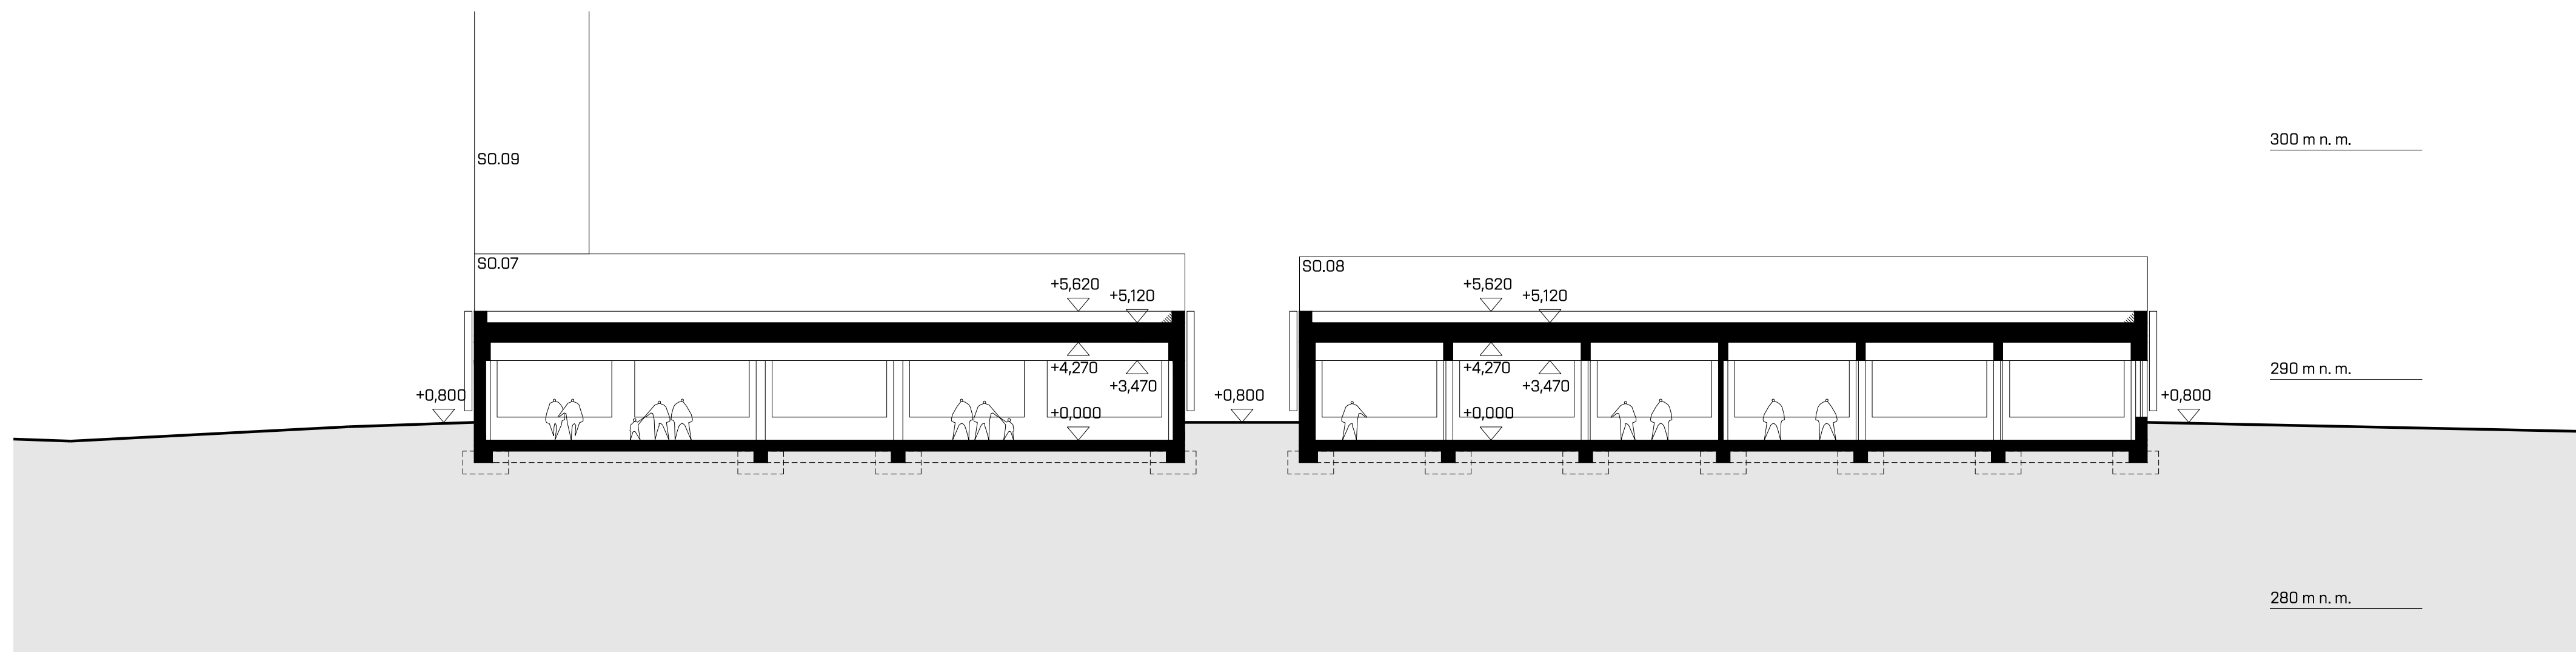 300 m n. m.
SO.09
SO.07
SO.08
+5,620
+5,120
+5,620
+5,120
+4,270
+3,470
+4,270
+3,470
290 m n. m.
+0,800
+0,800
+0,800
+0,000
+0,000
280 m n. m.